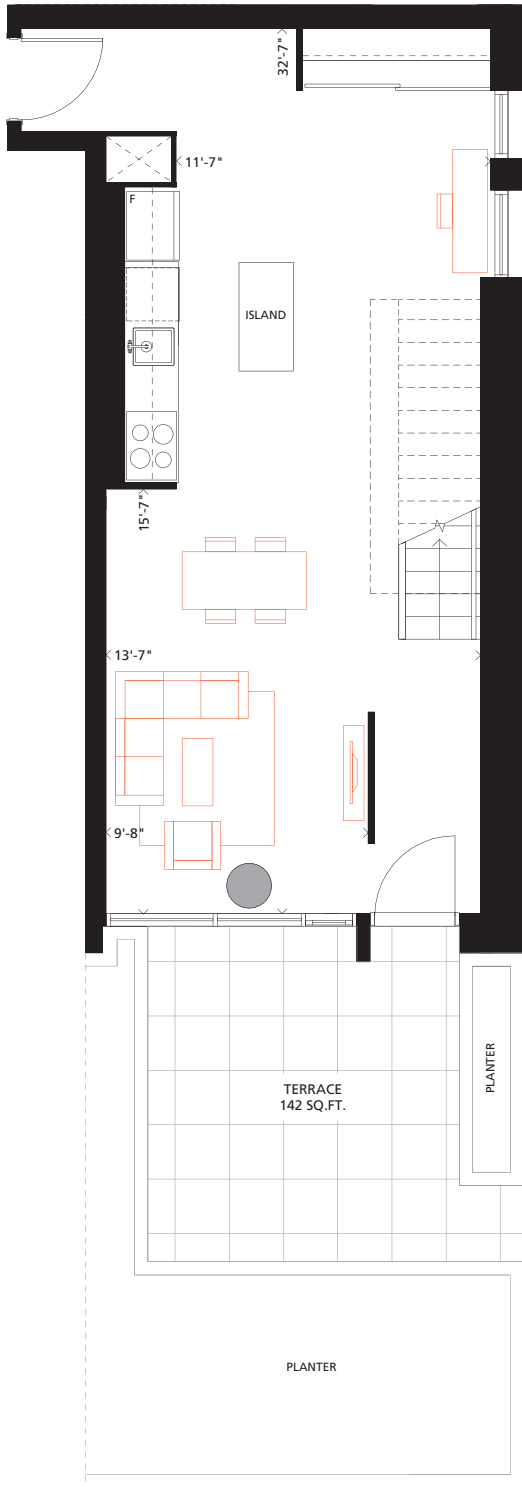 32'-7"
11'-7"
F
ISLAND
15'-7"
13'-7"
9'-8"
TERRACE
142 SQ.FT.
PLANTER
PLANTER